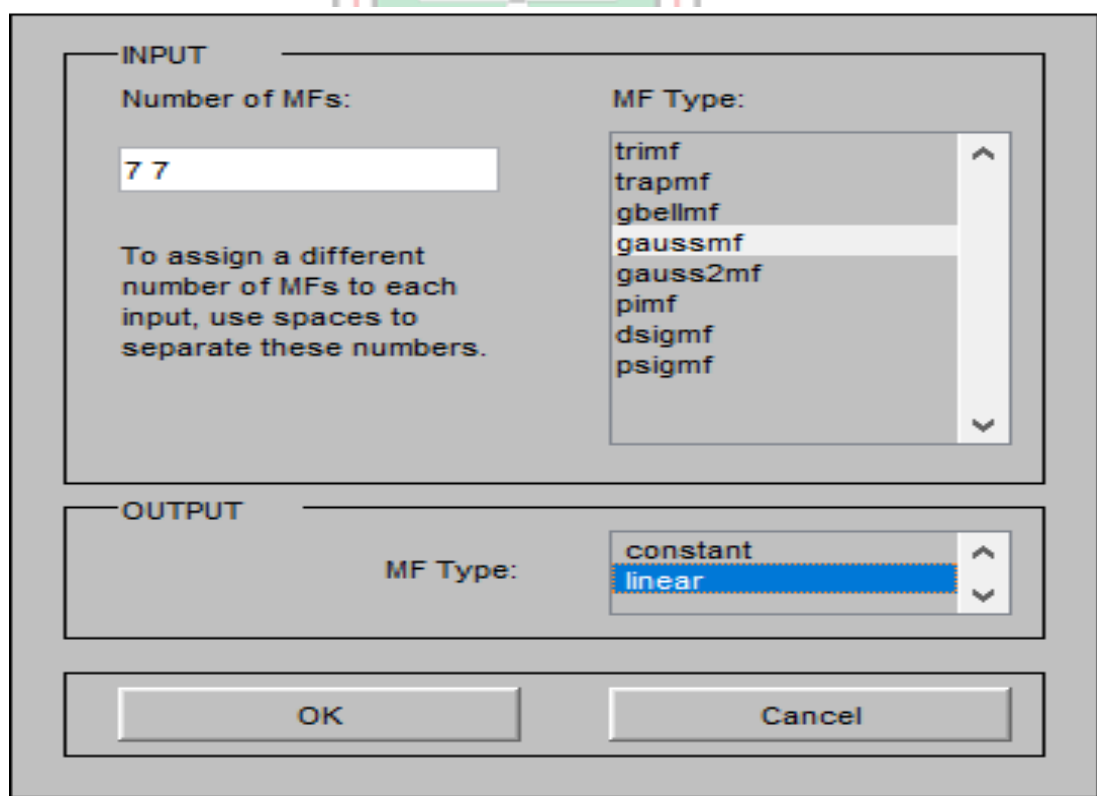 INPUT
Number of MFs:
7 7
To assign a different
number of MFs to each
input, use spaces to
separate these numbers.
MF Type:
trimf
trapmf
gbellmf
gaussmf
gauss2mf
pimf
dsigmf
psigmf
OUTPUT
MF Type:
constant
linear
OK
Cancel